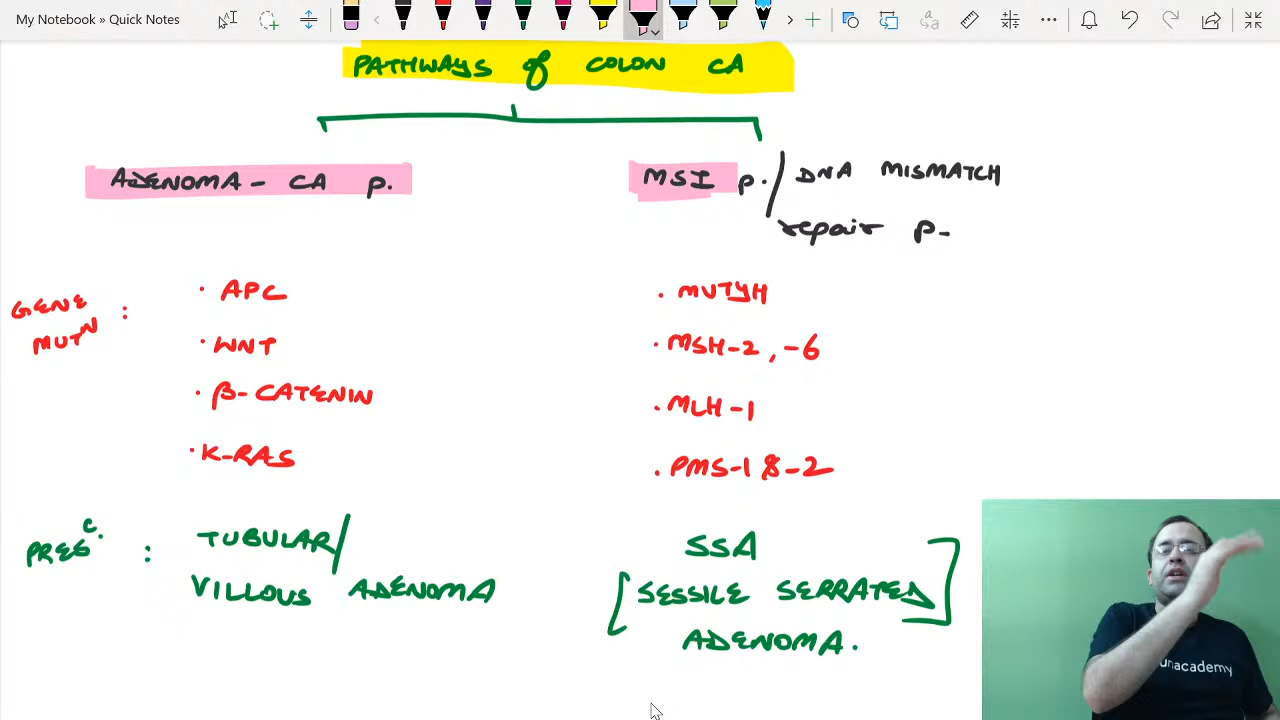 My Notebook » Quick Notes
PATHWAYS of COLON CA
ADENOMA - CA p.
MSI p. / DNA MISMATCH
repair p-
GENE MUTN :
· APC
· WNT
· β-CATENIN
· K-RAS
· MUTYH
· MSH-2, -6
· MLH-1
· PMS-1 & -2
:
TUBULAR/
VILLOUS ADENOMA
SSA
[SESSILE SERRATED]
ADENOMA.
unacademy